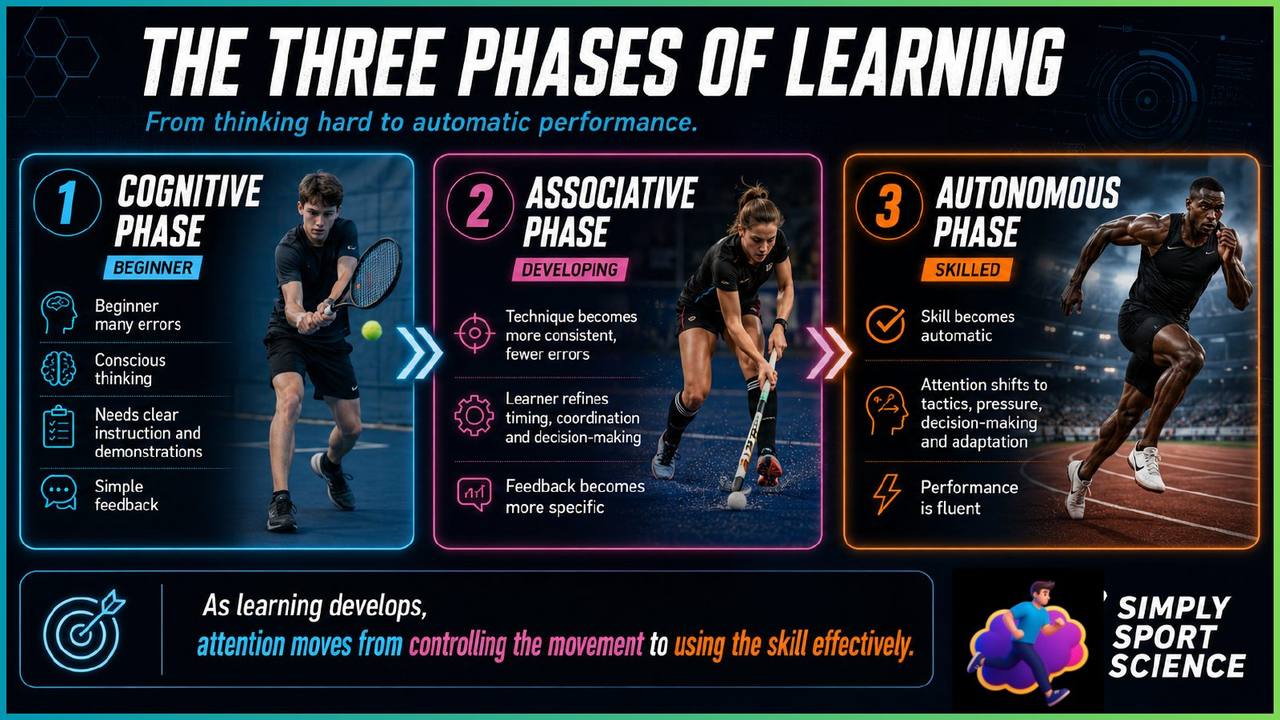 THE THREE PHASES OF LEARNING
From thinking hard to automatic performance.
1
COGNITIVE
PHASE
BEGINNER
Beginner
many errors
Conscious
thinking
Needs clear
instruction and
demonstrations
Simple
feedback
2
ASSOCIATIVE
PHASE
DEVELOPING
Technique becomes
more consistent,
fewer errors
Learner refines
timing, coordination
and decision-making
Feedback becomes
more specific
3
AUTONOMOUS
PHASE
SKILLED
Skill becomes
automatic
Attention shifts to
tactics, pressure,
decision-making
and adaptation
Performance
is fluent
As learning develops,
attention moves from controlling the movement to using the skill effectively.
SIMPLY
SPORT
SCIENCE